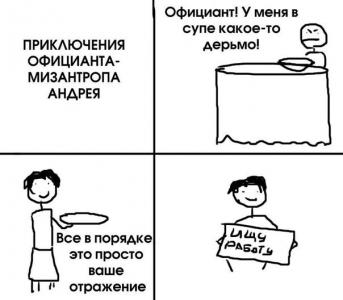 ПРИКЛЮЧЕНИЯ
ОФИЦИАНТА-
МИЗАНТРОПА
АНДРЕЯ
Официант! У меня в
супе какое-то
дерьмо!
Все в порядке
это просто
ваше
отражение
ИЩУ
РАБОТУ